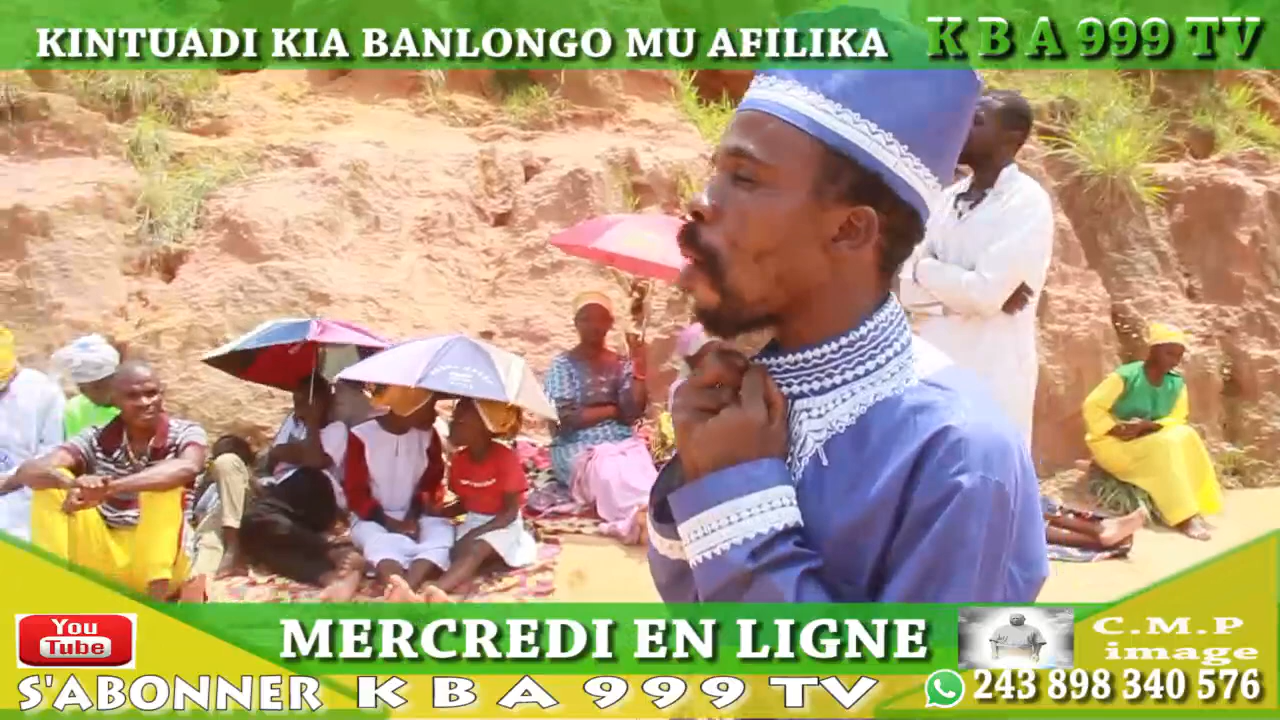 KINTUADI KIA BANLONGO MU AFILIKA
K B A 999 TV
MERCREDI EN LIGNE
You
Tube
C.M.P
image
S'ABONNER K B A 999 TV
243 898 340 576